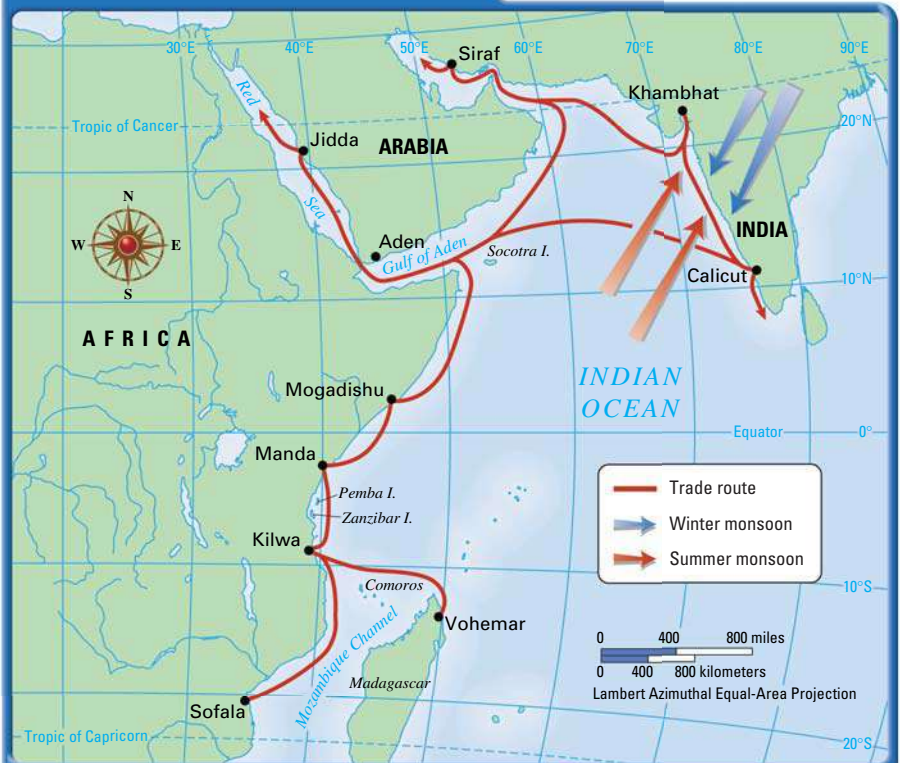 30°E
40°E
50°E
60°E
70°E
80°E
90°E
Siraf
Khambhat
Red
Sea
Tropic of Cancer
20°N
Jidda
ARABIA
N
W
E
S
Aden
Gulf of Aden
Socotra I.
INDIA
Calicut
10°N
AFRICA
Mogadishu
INDIAN
OCEAN
Equator
0°
Manda
Pemba I.
Zanzibar I.
Kilwa
Trade route
Winter monsoon
Summer monsoon
Comoros
10°S
Vohemar
Mozambique Channel
Madagascar
0 400 800 miles
0 400 800 kilometers
Lambert Azimuthal Equal-Area Projection
Sofala
Tropic of Capricorn
20°S